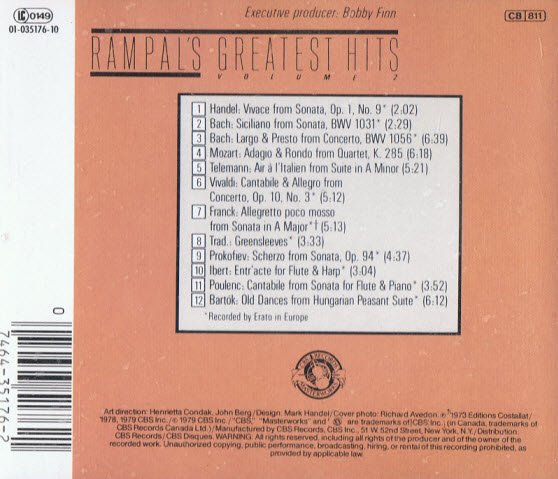 LC 0149
01-035176-10
Executive producer: Bobby Finn
CB 811
RAMPAL'S GREATEST HITS
VOLUME 2
1 Handel: Vivace from Sonata, Op. 1, No. 9* (2:02)
2 Bach: Siciliano from Sonata, BWV 1031* (2:29)
3 Bach: Largo & Presto from Concerto, BWV 1056* (6:39)
4 Mozart: Adagio & Rondo from Quartet, K. 285 (6:18)
5 Telemann: Air á l'Italien from Suite in A Minor (5:21)
6 Vivaldi: Cantabile & Allegro from
Concerto, Op. 10, No. 3* (5:12)
7 Franck: Allegretto poco mosso
from Sonata in A Major*† (5:13)
8 Trad.: Greensleeves* (3:33)
9 Prokofiev: Scherzo from Sonata, Op. 94* (4:37)
10 Ibert: Entr'acte for Flute & Harp* (3:04)
11 Poulenc: Cantabile from Sonata for Flute & Piano* (3:52)
12 Bartók: Old Dances from Hungarian Peasant Suite* (6:12)
*Recorded by Erato in Europe
0
7464-35176-2
Art direction: Henrietta Condak, John Berg/Design: Mark Handel/Cover photo: Richard Avedon. ℗ †1973 Editions Costallat/
1978, 1979 CBS Inc./© 1979 CBS Inc./"CBS," "Masterworks" and are trademarks of CBS Inc.; (in Canada, trademarks of
CBS Records Canada Ltd.)/Manufactured by CBS Records, CBS Inc., 51 W. 52nd Street, New York, N.Y./Distribution:
CBS Records/CBS Disques. WARNING: All rights reserved, including all rights of the producer and of the owner of the
recorded work. Unauthorized copying, public performance, broadcasting, hiring, or rental of this recording prohibited, as
provided by applicable law.